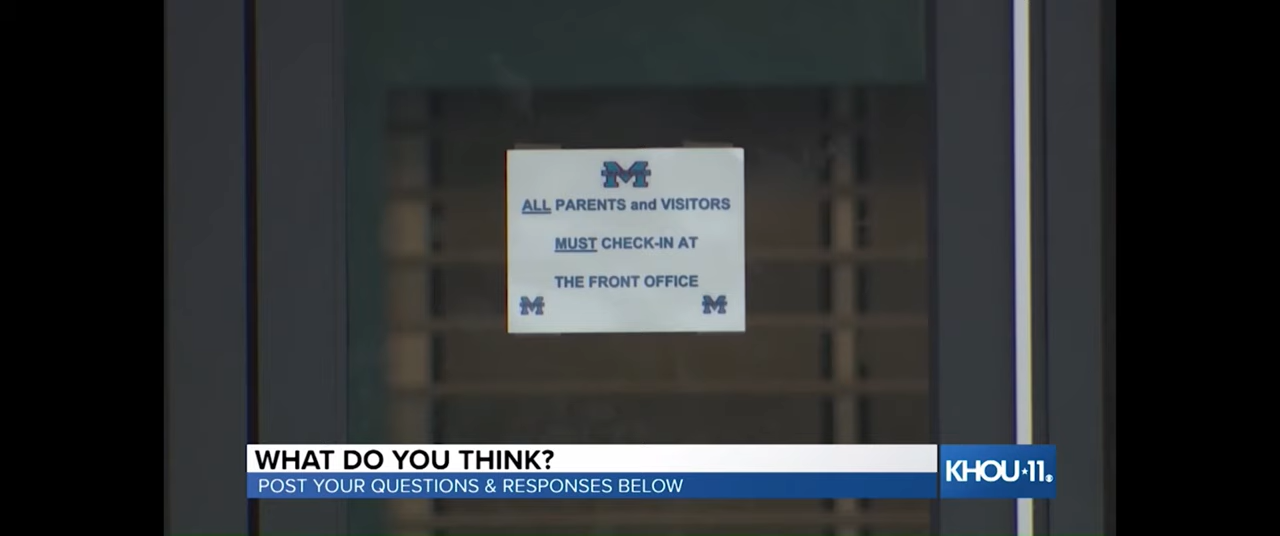 M
ALL PARENTS and VISITORS
MUST CHECK-IN AT
THE FRONT OFFICE
M M
WHAT DO YOU THINK?
POST YOUR QUESTIONS & RESPONSES BELOW
KHOU★11